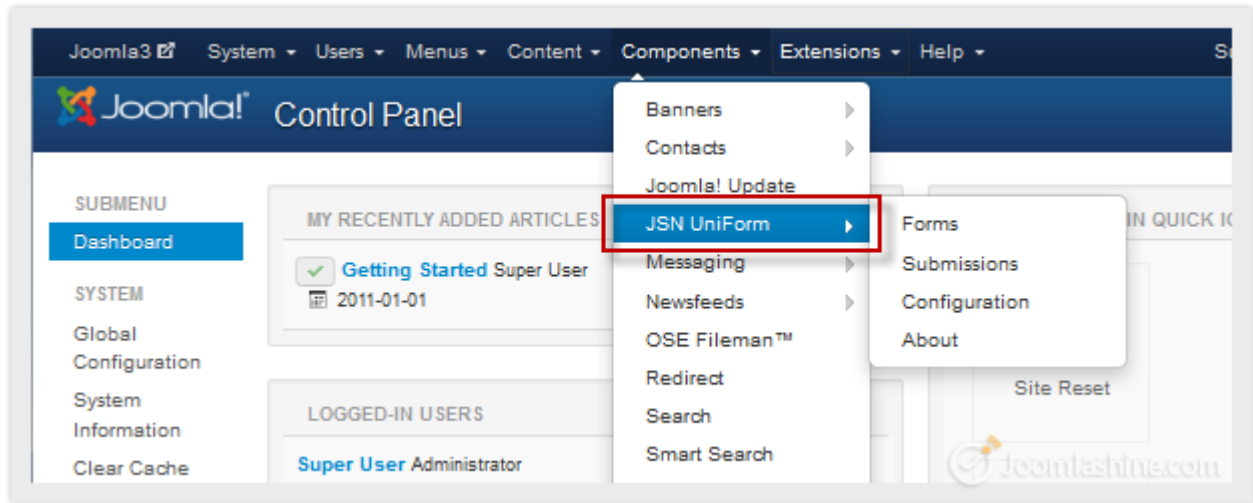 Joomla3 System Users Menus Content Components Extensions Help
Joomla! Control Panel
SUBMENU
Dashboard
SYSTEM
Global
Configuration
System
Information
Clear Cache
MY RECENTLY ADDED ARTICLES
Getting Started Super User
2011-01-01
LOGGED-IN USERS
Super User Administrator
Banners
Contacts
Joomla! Update
JSN UniForm
Messaging
Newsfeeds
OSE Fileman™
Redirect
Search
Smart Search
Forms
Submissions
Configuration
About
IN QUICK
Site Reset
Joomlashine.com